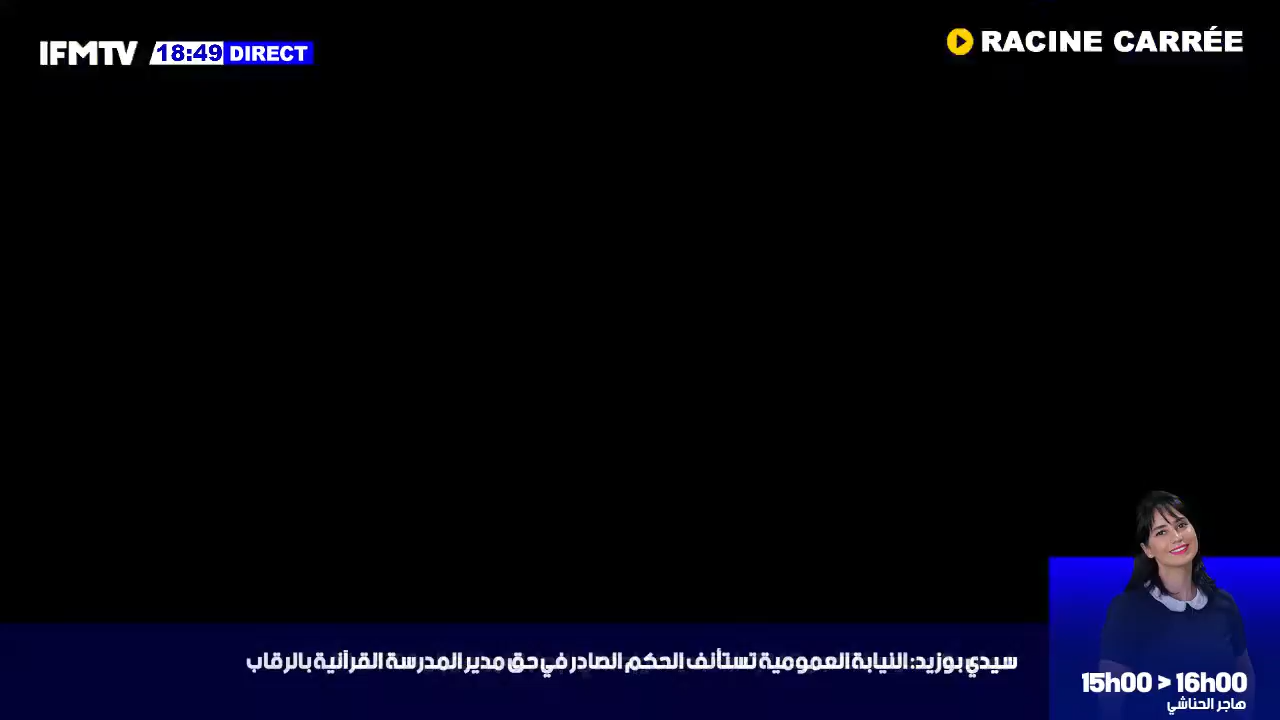 IFMTV 18:49 DIRECT
RACINE CARRÉE
سيدي بوزيد: النيابة العمومية تستأنف الحكم الصادر في حق مدير المدرسة القرآنية بالرقاب
15h00 > 16h00
هاجر الحناشي